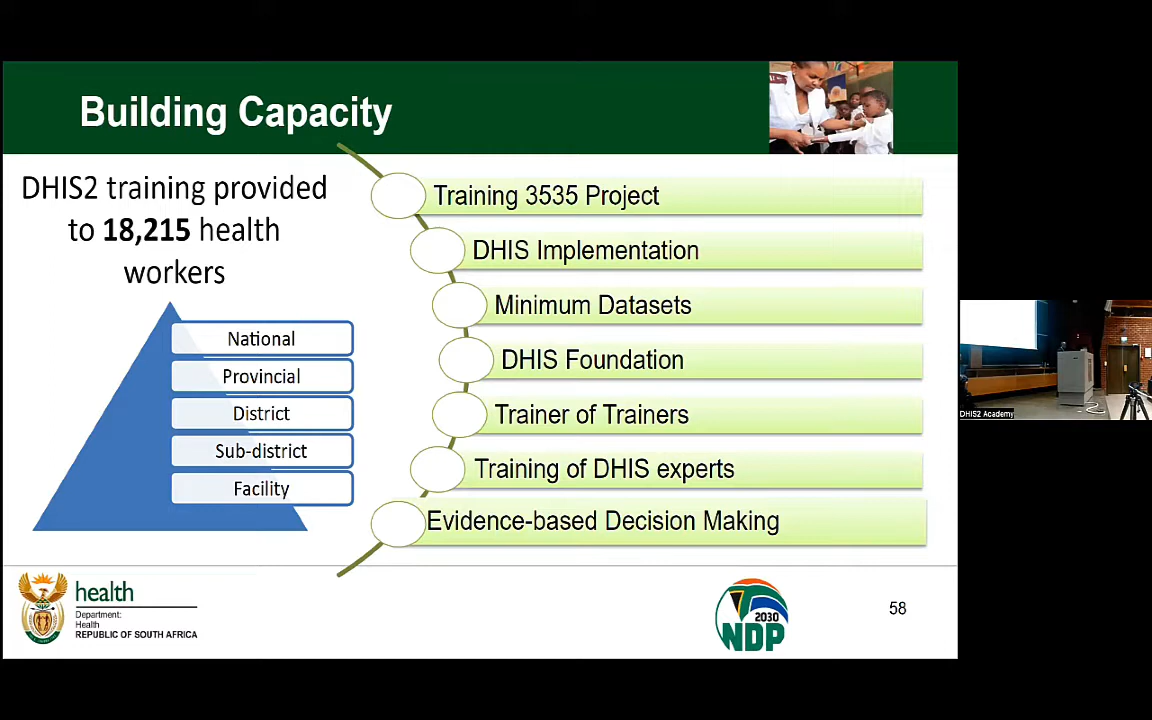 Building Capacity
DHIS2 training provided
to 18,215 health
workers
National
Provincial
District
Sub-district
Facility
Training 3535 Project
DHIS Implementation
Minimum Datasets
DHIS Foundation
Trainer of Trainers
Training of DHIS experts
Evidence-based Decision Making
health
Department:
Health
REPUBLIC OF SOUTH AFRICA
2030
NDP
58
DHIS2 Academy